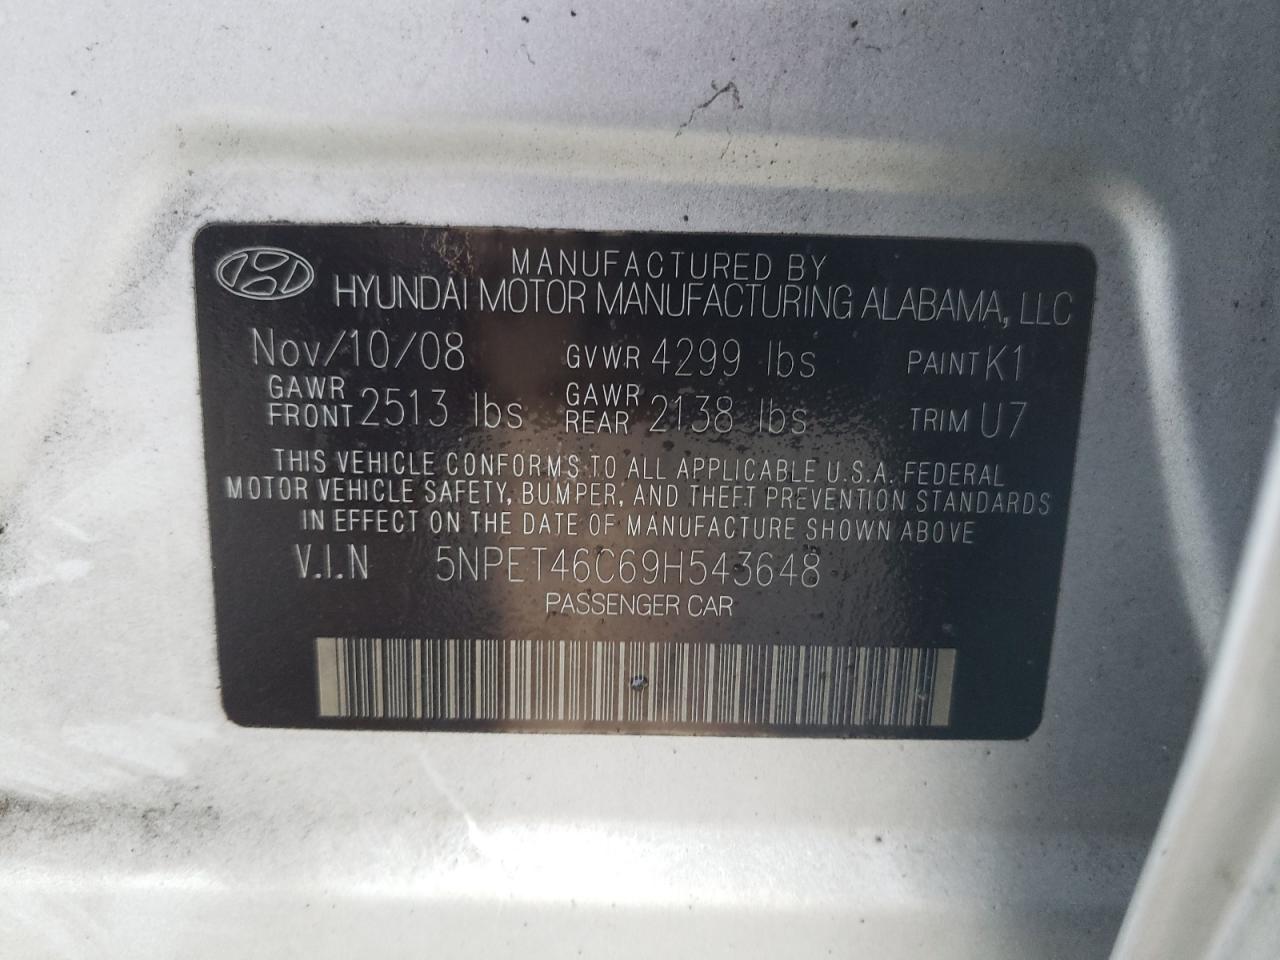 MANUFACTURED BY
HYUNDAI MOTOR MANUFACTURING ALABAMA, LLC
Nov/10/08 GVWR 4299 lbs PAINT K1
GAWR FRONT 2513 lbs GAWR REAR 2138 lbs TRIM U7
THIS VEHICLE CONFORMS TO ALL APPLICABLE U.S.A. FEDERAL
MOTOR VEHICLE SAFETY, BUMPER, AND THEFT PREVENTION STANDARDS
IN EFFECT ON THE DATE OF MANUFACTURE SHOWN ABOVE
V.I.N 5NPET46C69H543648
PASSENGER CAR